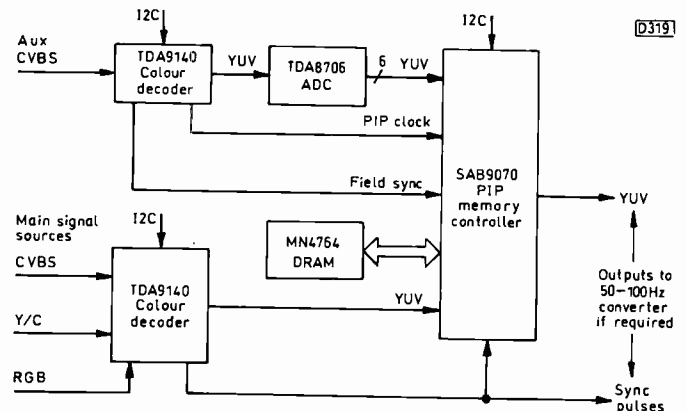 I2C
D319
Aux
CVBS
TDA9140
Colour
decoder
YUV
TDA8706
ADC
6
YUV
I2C
PIP clock
Field sync
SAB9070
PIP
memory
controller
YUV
Main signal
sources
I2C
MN4764
DRAM
CVBS
TDA9140
Colour
decoder
YUV
Y/C
RGB
Outputs to
50-100Hz
converter
if required
Sync
pulses